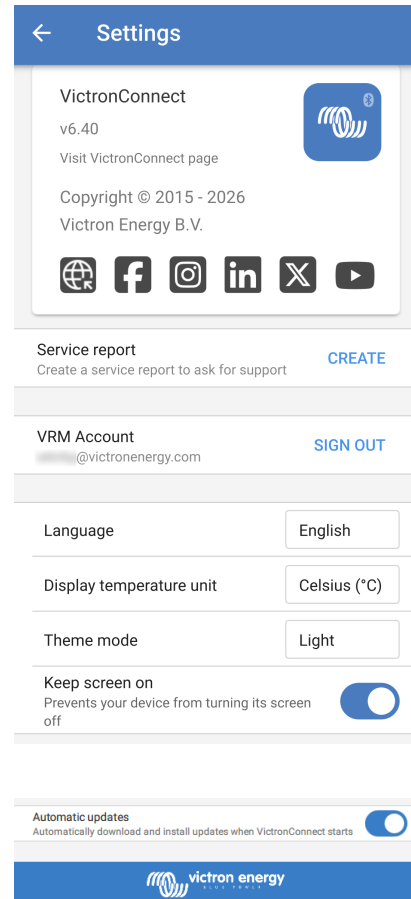 Settings
VictronConnect
v6.40
Visit VictronConnect page
Copyright © 2015 - 2026
Victron Energy B.V.
Service report
Create a service report to ask for support
CREATE
VRM Account
@victronenergy.com
SIGN OUT
Language
English
Display temperature unit
Celsius (°C)
Theme mode
Light
Keep screen on
Prevents your device from turning its screen
off
Automatic updates
Automatically download and install updates when VictronConnect starts
victron energy
BLUE POWER